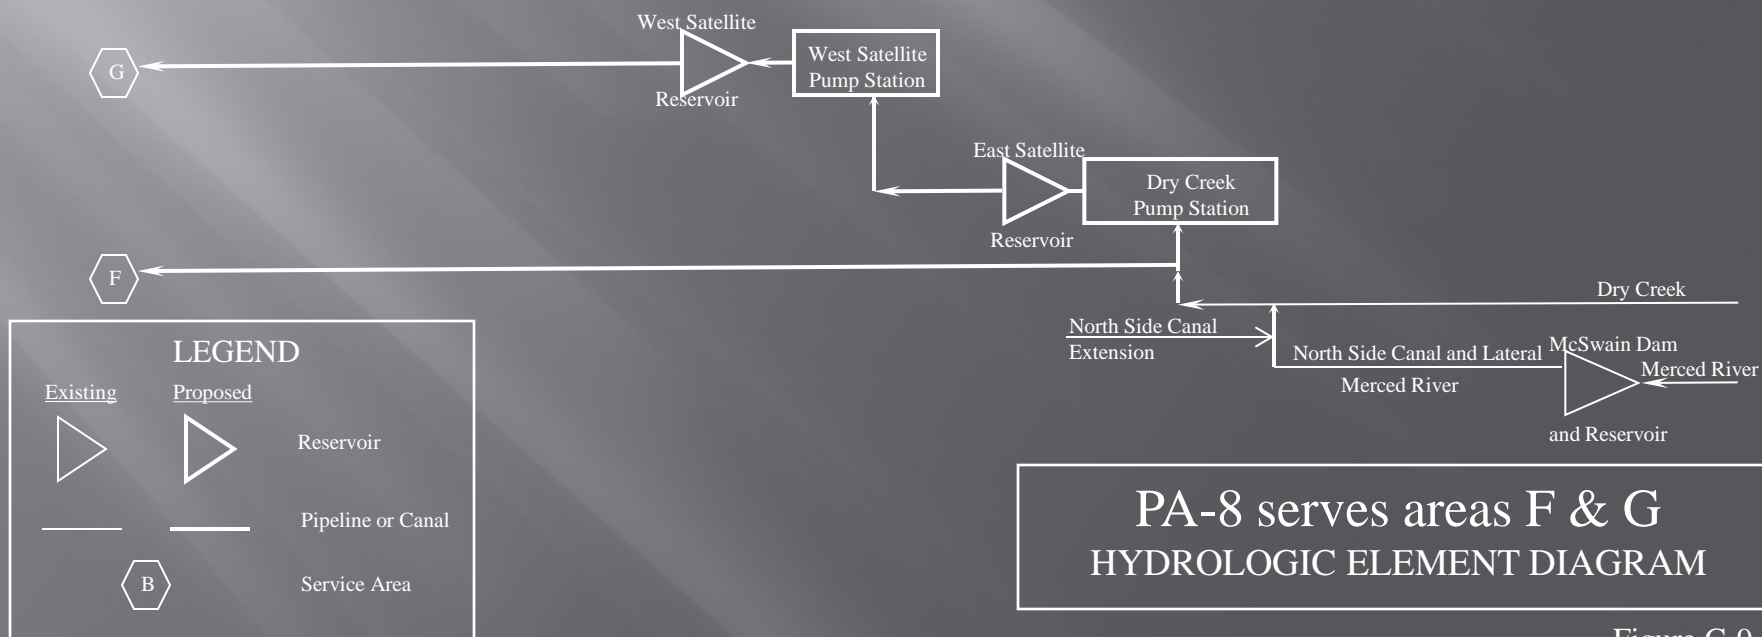 West Satellite
G
West Satellite
Pump Station
Reservoir
East Satellite
Dry Creek
Pump Station
Reservoir
F
Dry Creek
North Side Canal
Extension
North Side Canal and Lateral
Merced River
McSwain Dam
Merced River
and Reservoir
LEGEND
Existing
Proposed
Reservoir
Pipeline or Canal
B
Service Area
PA-8 serves areas F & G
HYDROLOGIC ELEMENT DIAGRAM
Figure C-9